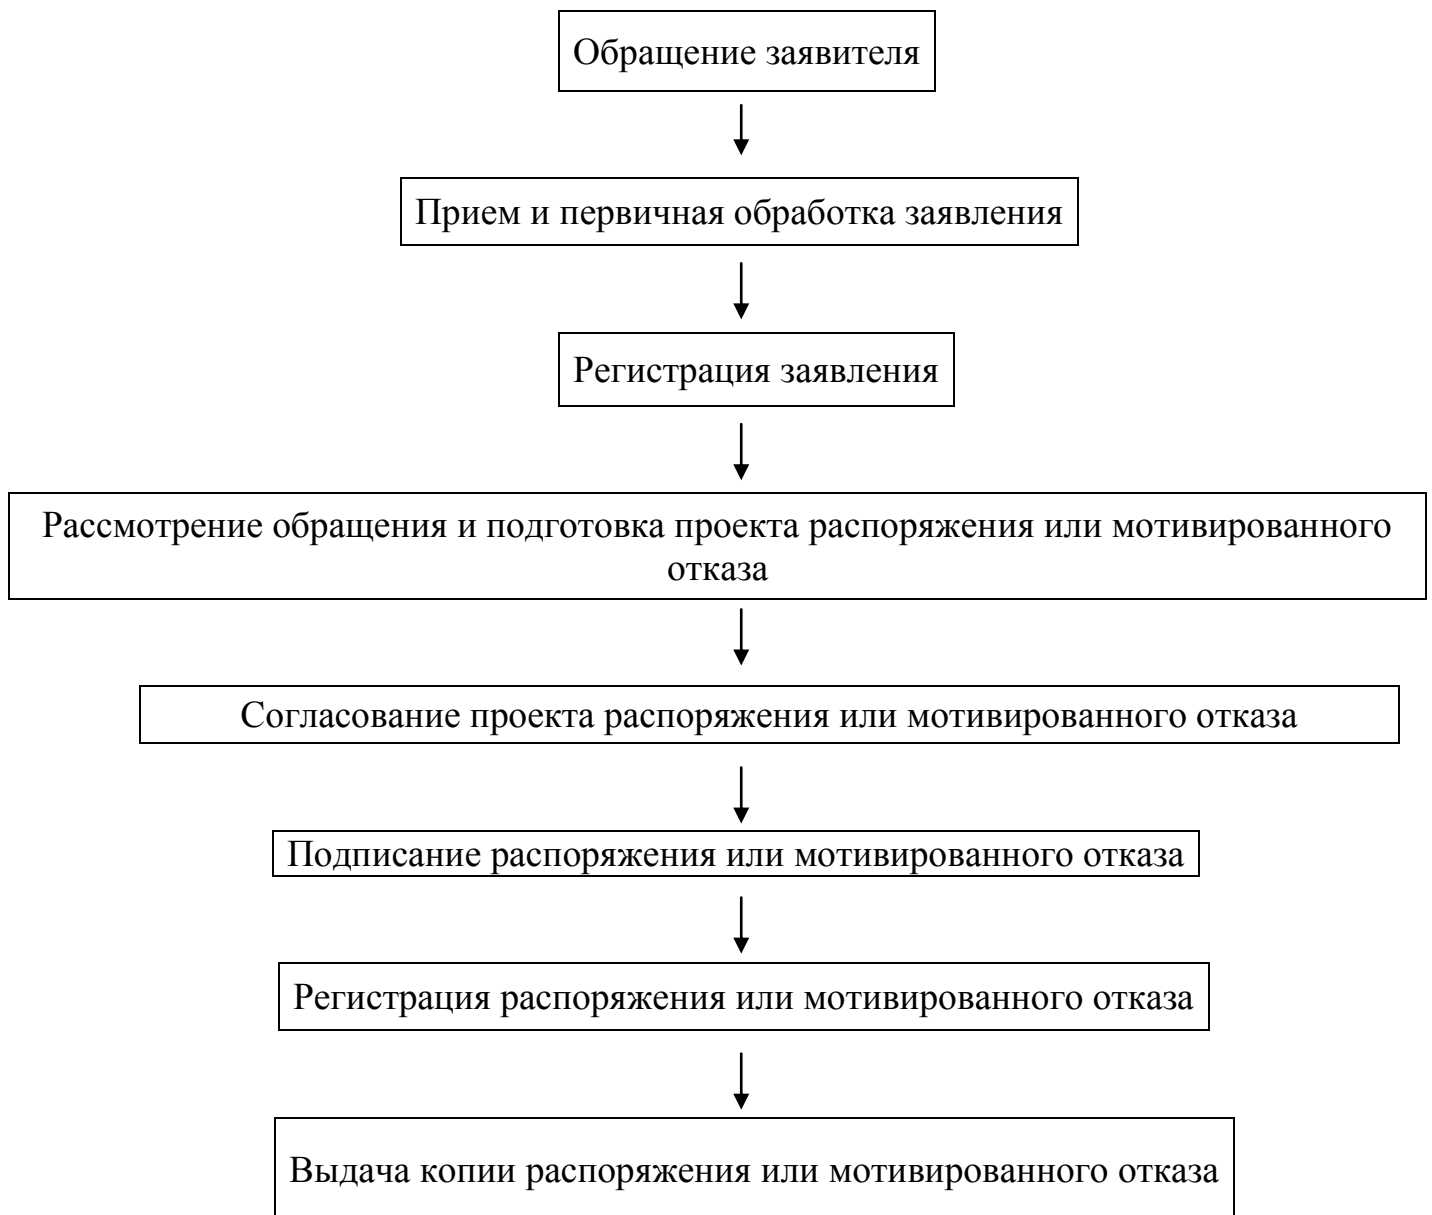 Обращение заявителя
Прием и первичная обработка заявления
Регистрация заявления
Рассмотрение обращения и подготовка проекта распоряжения или мотивированного
отказа
Согласование проекта распоряжения или мотивированного отказа
Подписание распоряжения или мотивированного отказа
Регистрация распоряжения или мотивированного отказа
Выдача копии распоряжения или мотивированного отказа